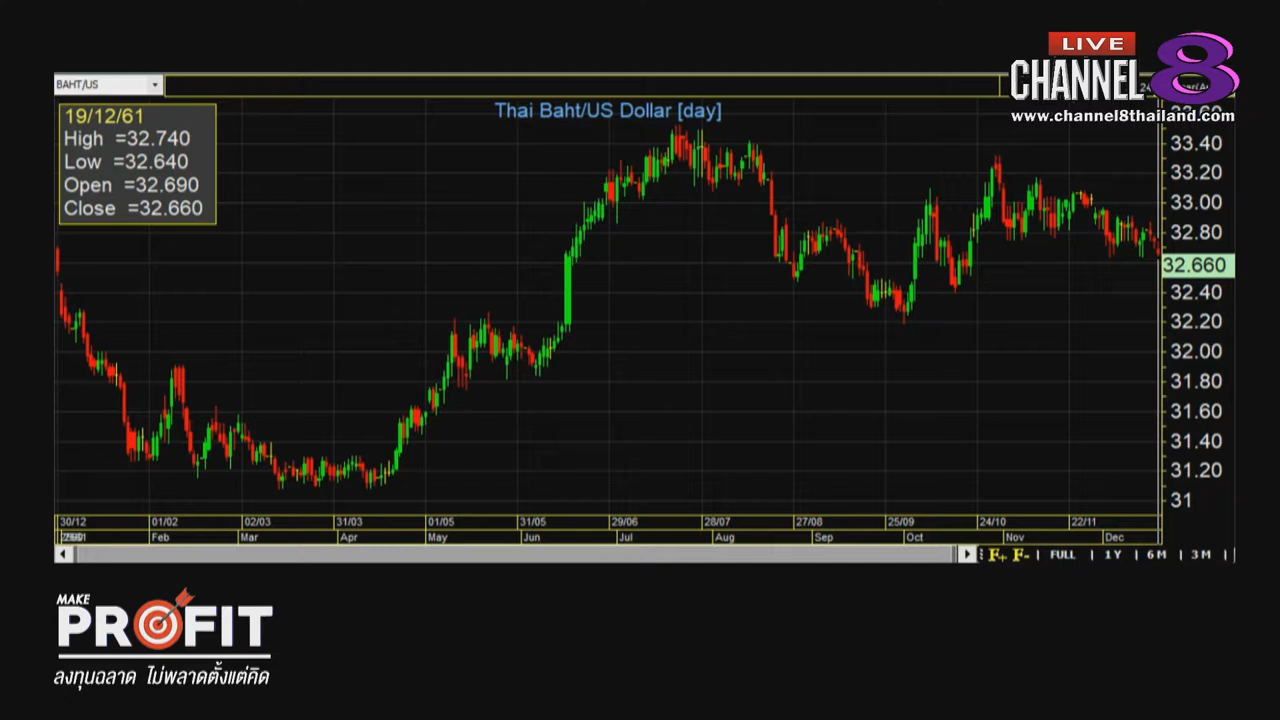 LIVE
CHANNEL 8
www.channel8thailand.com
BAHT/US
Thai Baht/US Dollar [day]
19/12/61
High =32.740
Low =32.640
Open =32.690
Close =32.660
33.40
33.20
33.00
32.80
32.660
32.40
32.20
32.00
31.80
31.60
31.40
31.20
31
30/12 01/02 02/03 31/03 01/05 31/05 29/06 28/07 27/08 25/09 24/10 22/11
Feb Mar Apr May Jun Jul Aug Sep Oct Nov Dec
F+ F- FULL 1Y 6M 3M
MAKE
PROFIT
ลงทุนฉลาด ไม่พลาดตั้งแต่คิด